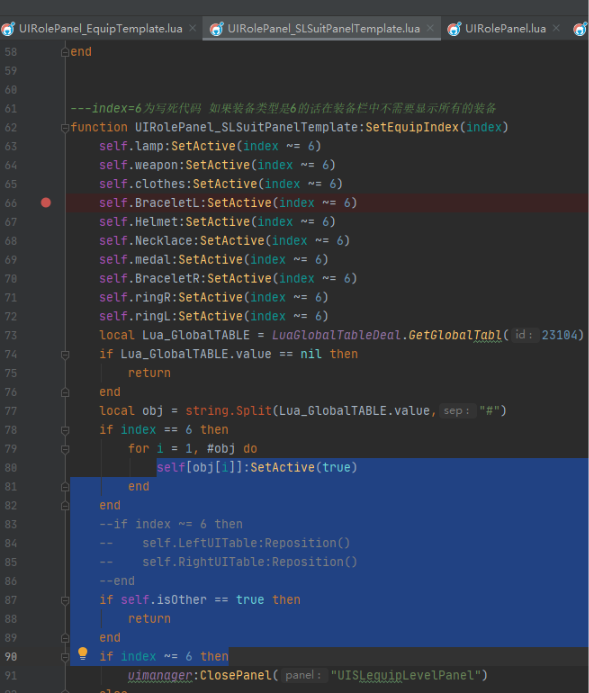 UIRolePanel_EquipTemplate.lua × UIRolePanel_SLSuitPanelTemplate.lua × UIRolePanel.lua ×
58 end
59
60
61 ---index=6为写死代码 如果装备类型是6的话在装备栏中不需要显示所有的装备
62 function UIRolePanel_SLSuitPanelTemplate:SetEquipIndex(index)
63 self.lamp:SetActive(index ~= 6)
64 self.weapon:SetActive(index ~= 6)
65 self.clothes:SetActive(index ~= 6)
66 self.BraceletL:SetActive(index ~= 6)
67 self.Helmet:SetActive(index ~= 6)
68 self.Necklace:SetActive(index ~= 6)
69 self.medal:SetActive(index ~= 6)
70 self.BraceletR:SetActive(index ~= 6)
71 self.ringR:SetActive(index ~= 6)
72 self.ringL:SetActive(index ~= 6)
73 local Lua_GlobalTABLE = LuaGlobalTableDeal.GetGlobalTabl( id: 23104)
74 if Lua_GlobalTABLE.value == nil then
75 return
76 end
77 local obj = string.Split(Lua_GlobalTABLE.value, sep: "#")
78 if index == 6 then
79 for i = 1, #obj do
80 self[obj[i]]:SetActive(true)
81 end
82 end
83 --if index ~= 6 then
84 -- self.LeftUITable:Reposition()
85 -- self.RightUITable:Reposition()
86 --end
87 if self.isOther == true then
88 return
89 end
90 if index ~= 6 then
91 uimanager:ClosePanel( panel: "UISLequipLevelPanel")
92 else